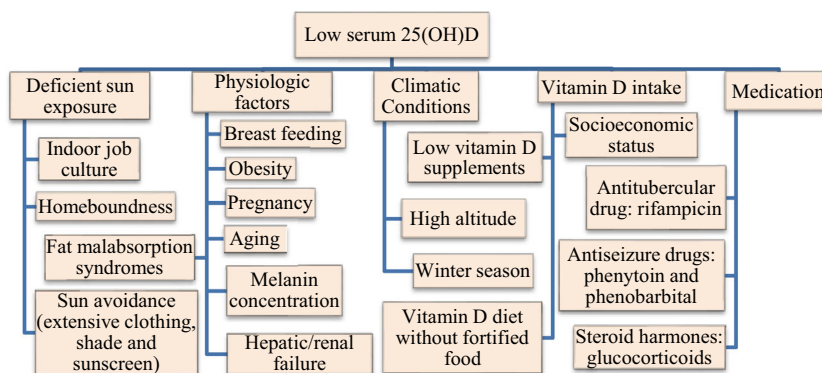 Low serum 25(OH)D
Deficient sun
exposure
Indoor job
culture
Homeboundness
Sun avoidance
(extensive clothing,
shade and
sunscreen)
Physiologic
factors
Breast feeding
Obesity
Pregnancy
Aging
Fat malabsorption
syndromes
Melanin
concentration
Hepatic/renal
failure
Climatic
Conditions
High altitude
Winter season
Vitamin D intake
Socioeconomic
status
Low vitamin D
supplements
Vitamin D diet
without fortified
food
Medication
Antitubercular
drug: rifampicin
Antiseizure drugs:
phenytoin and
phenobarbital
Steroid harmones:
glucocorticoids